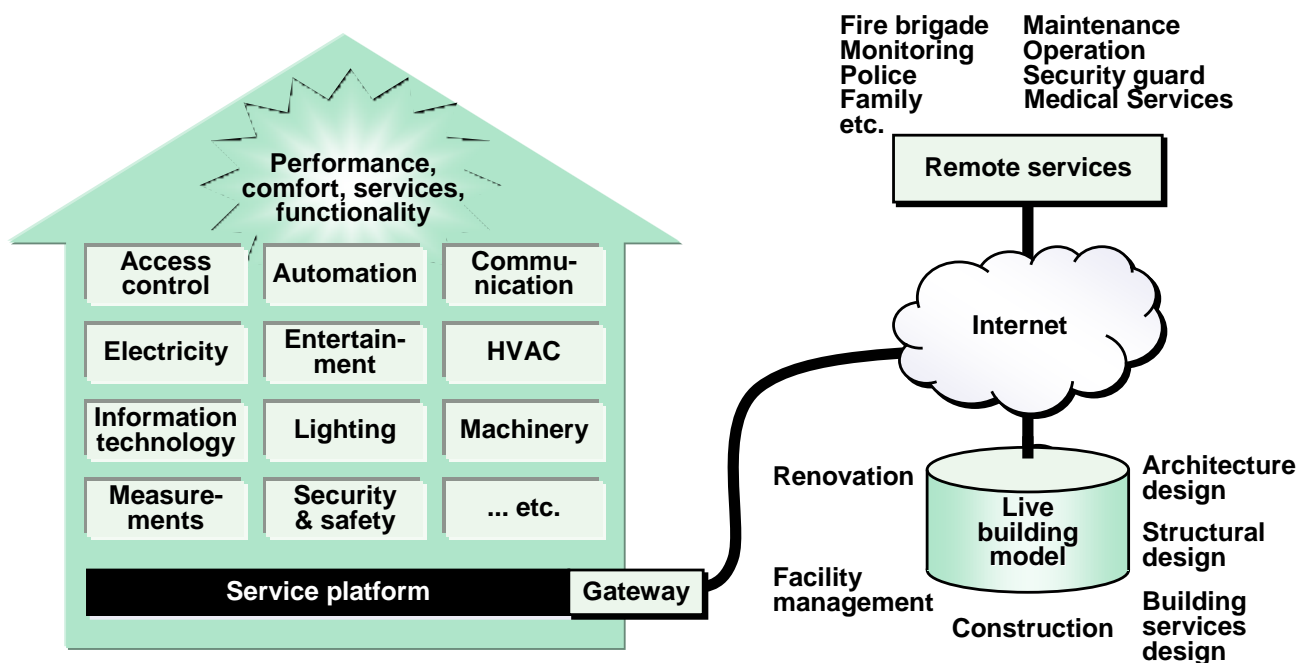 Fire brigade
Monitoring
Police
Family
etc.
Maintenance
Operation
Security guard
Medical Services
Remote services
Performance,
comfort, services,
functionality
Access
control
Automation
Commu-
nication
Electricity
Entertain-
ment
HVAC
Information
technology
Lighting
Machinery
Measure-
ments
Security
& safety
... etc.
Service platform
Gateway
Internet
Renovation
Live
building
model
Architecture
design
Structural
design
Facility
management
Construction
Building
services
design